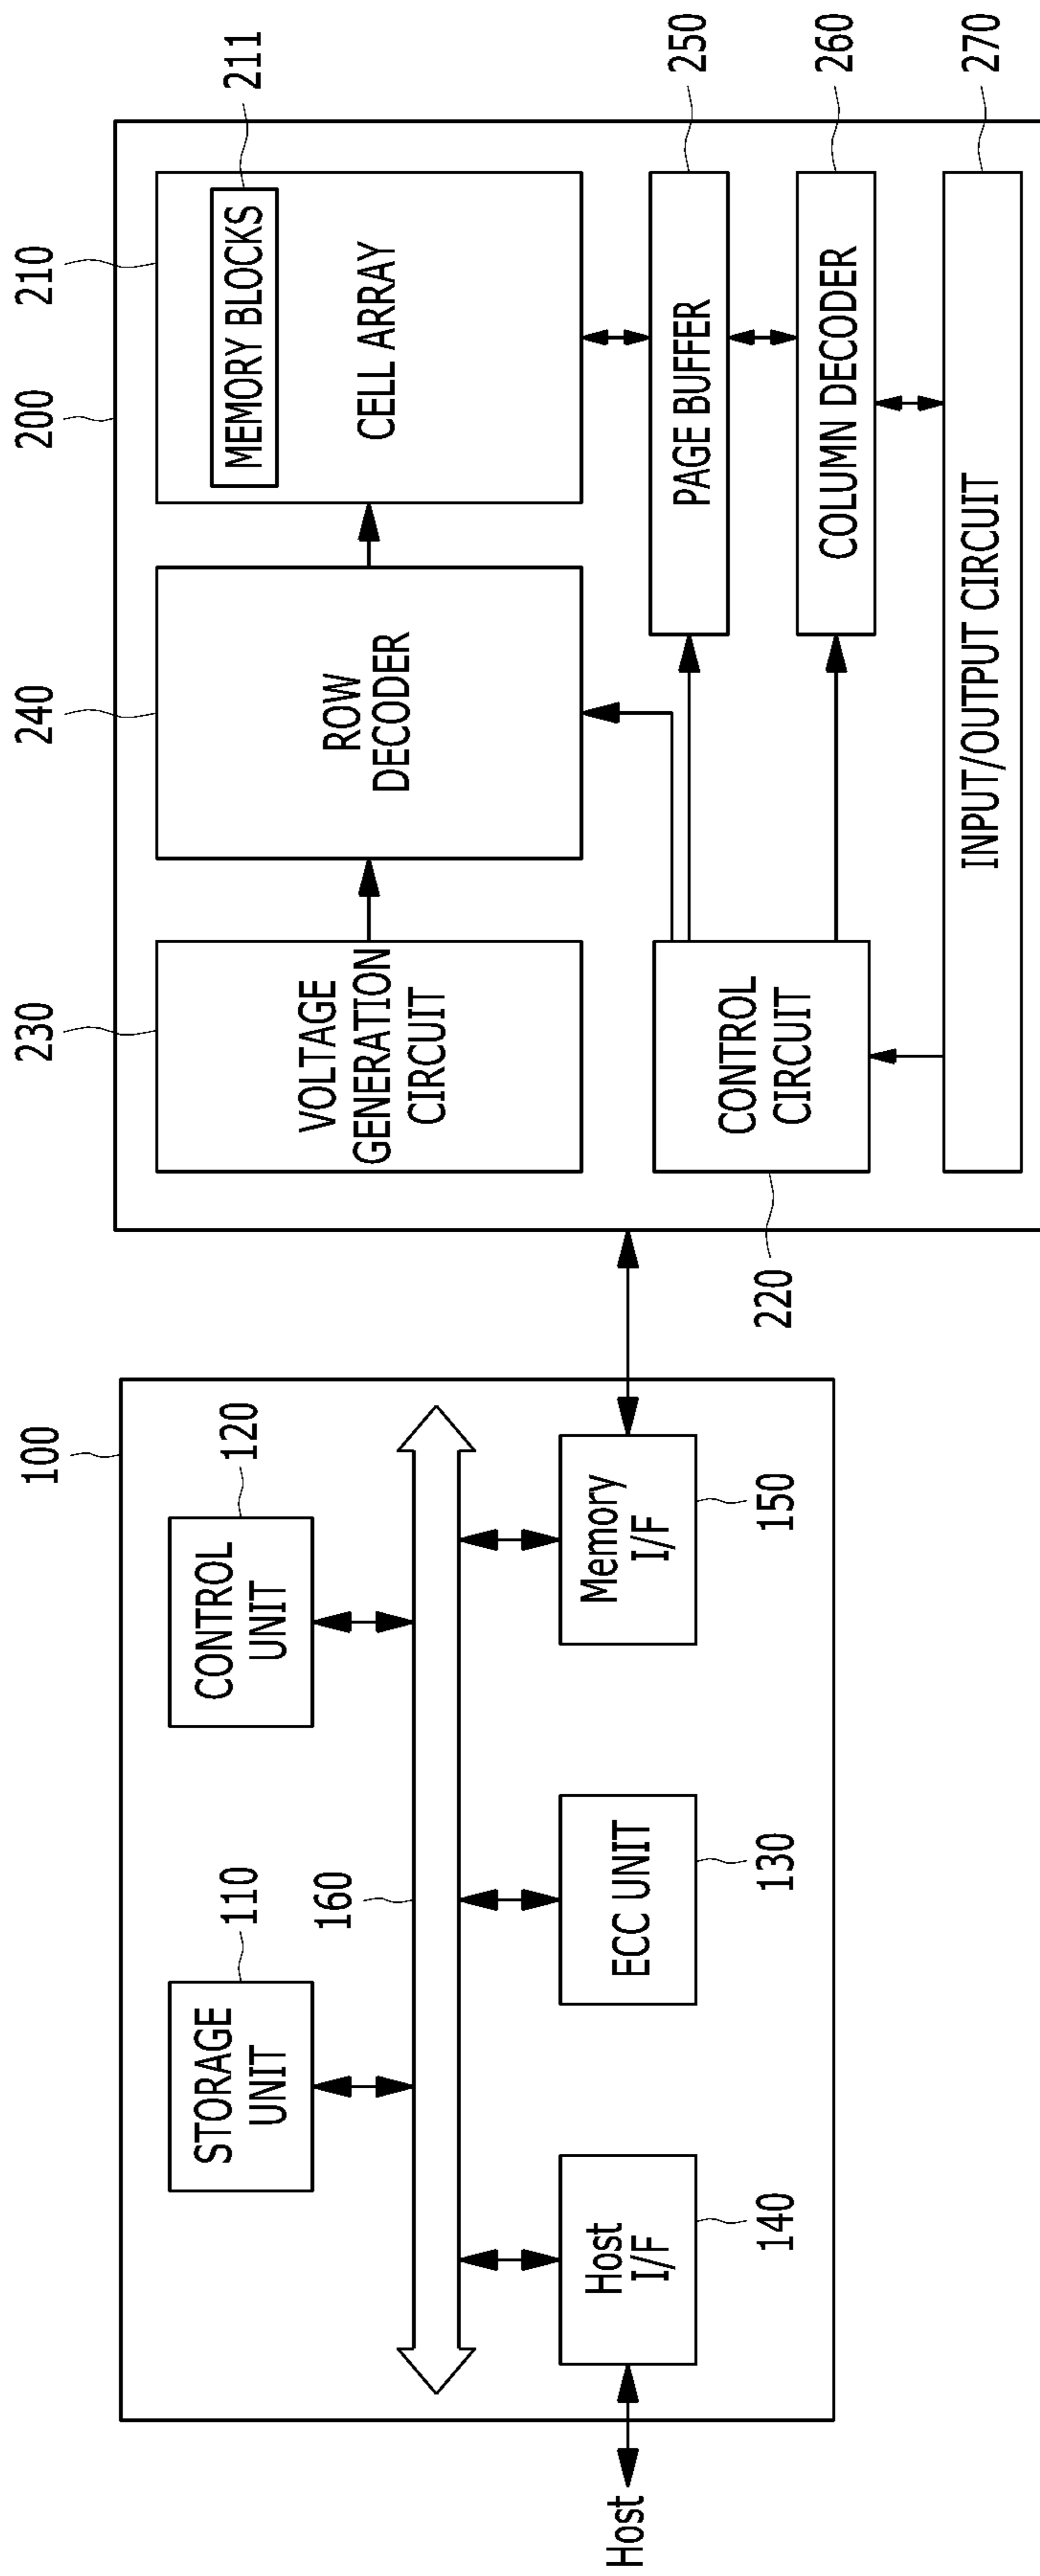 100
STORAGE
UNIT
110
CONTROL
UNIT
120
160
Host
Host
I/F
140
ECC UNIT
130
Memory
I/F
150
200
230
VOLTAGE
GENERATION
CIRCUIT
240
ROW
DECODER
210
MEMORY BLOCKS
211
CELL ARRAY
CONTROL
CIRCUIT
220
PAGE BUFFER
250
COLUMN DECODER
260
INPUT/OUTPUT CIRCUIT
270